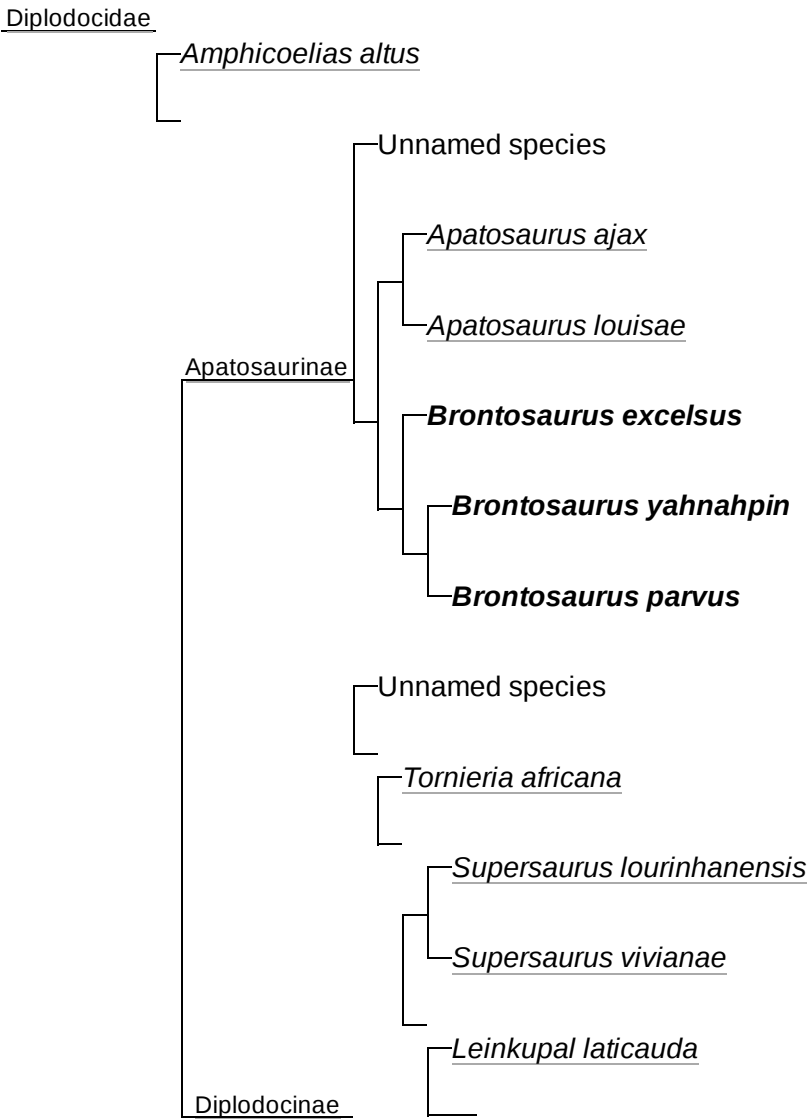 Diplodocidae
Amphicoelias altus
Unnamed species
Apatosaurus ajax
Apatosaurus louisae
Apatosaurinae
Brontosaurus excelsus
Brontosaurus yahnahpin
Brontosaurus parvus
Unnamed species
Tornieria africana
Supersaurus lourinhanensis
Supersaurus vivianae
Leinkupal laticauda
Diplodocinae